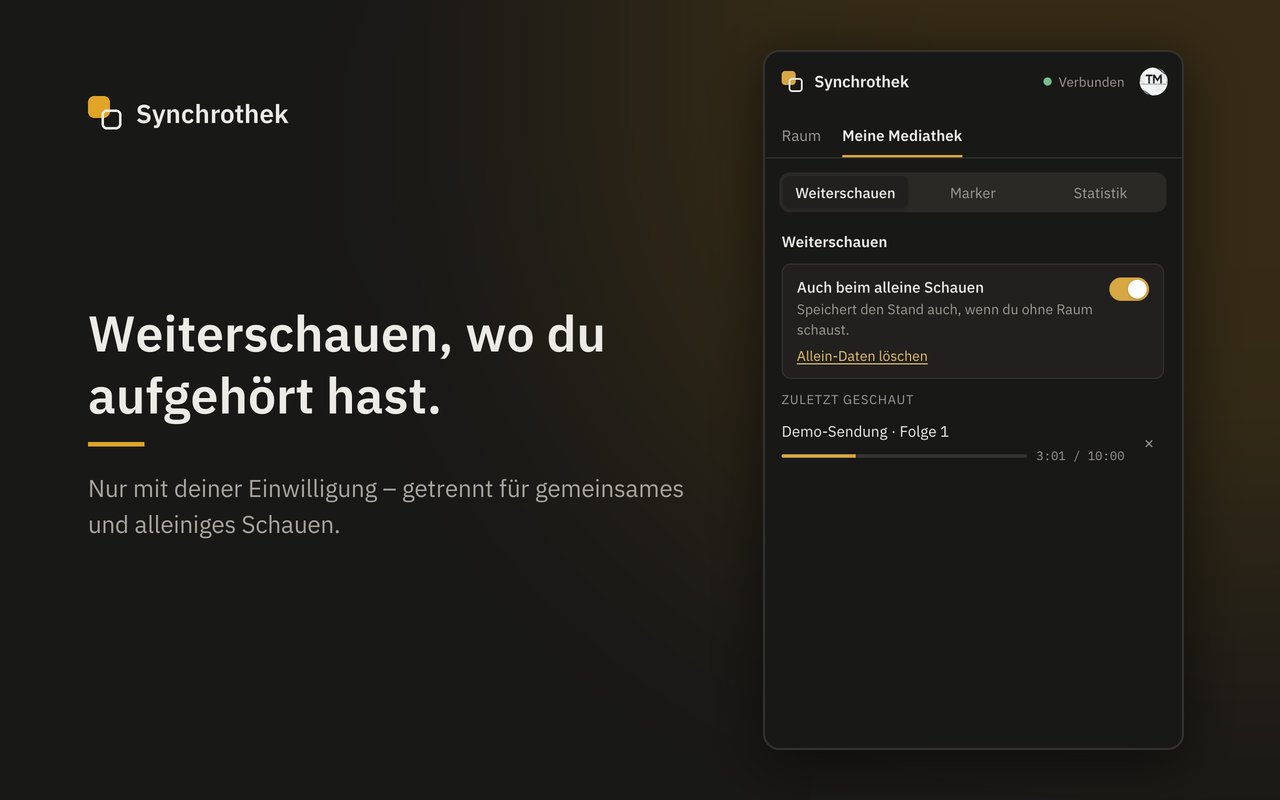 Synchrothek
Weiterschauen, wo du
aufgehört hast.
Nur mit deiner Einwilligung – getrennt für gemeinsames
und alleiniges Schauen.
Synchrothek
Verbunden
TM
Raum
Meine Mediathek
Weiterschauen
Marker
Statistik
Weiterschauen
Auch beim alleine Schauen
Speichert den Stand auch, wenn du ohne Raum
schaust.
Allein-Daten löschen
ZULETZT GESCHAUT
Demo-Sendung · Folge 1
3:01 / 10:00
×